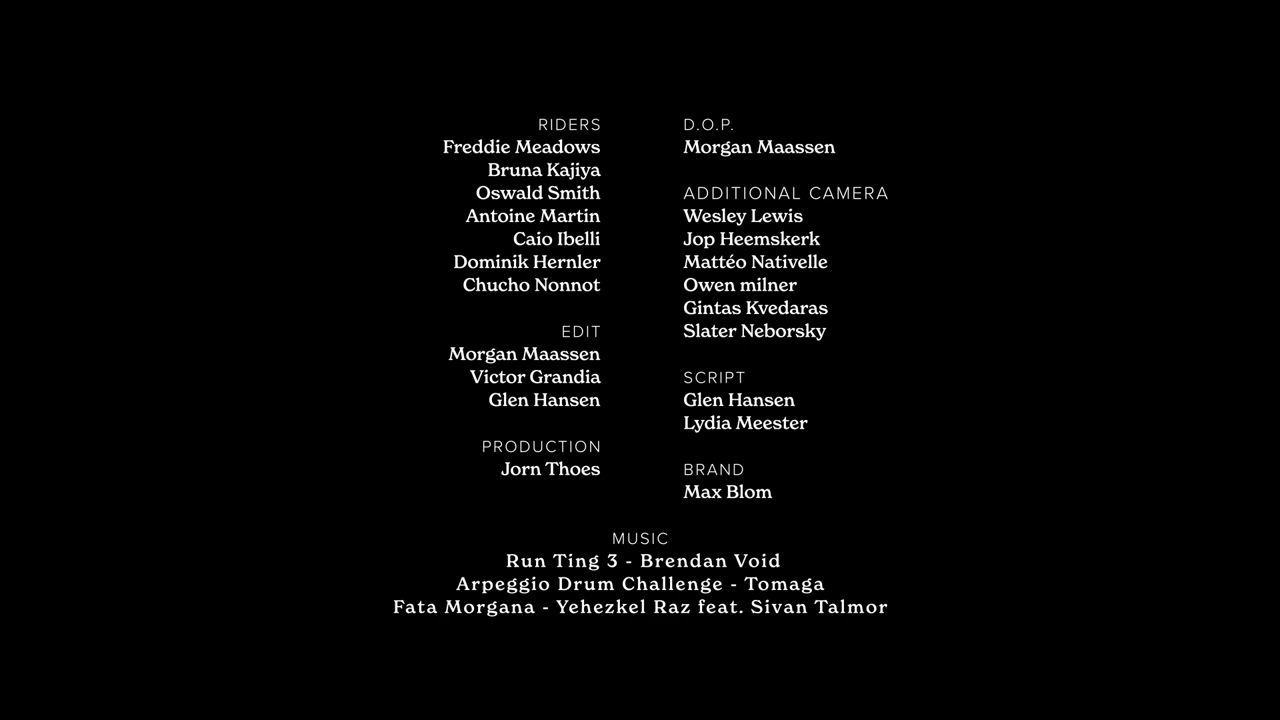 RIDERS
Freddie Meadows
Bruna Kajiya
Oswald Smith
Antoine Martin
Caio Ibelli
Dominik Hernler
Chucho Nonnot
EDIT
Morgan Maassen
Victor Grandia
Glen Hansen
PRODUCTION
Jorn Thoes
D.O.P.
Morgan Maassen
ADDITIONAL CAMERA
Wesley Lewis
Jop Heemskerk
Mattéo Nativelle
Owen milner
Gintas Kvedaras
Slater Neborsky
SCRIPT
Glen Hansen
Lydia Meester
BRAND
Max Blom
MUSIC
Run Ting 3 - Brendan Void
Arpeggio Drum Challenge - Tomaga
Fata Morgana - Yehezkel Raz feat. Sivan Talmor